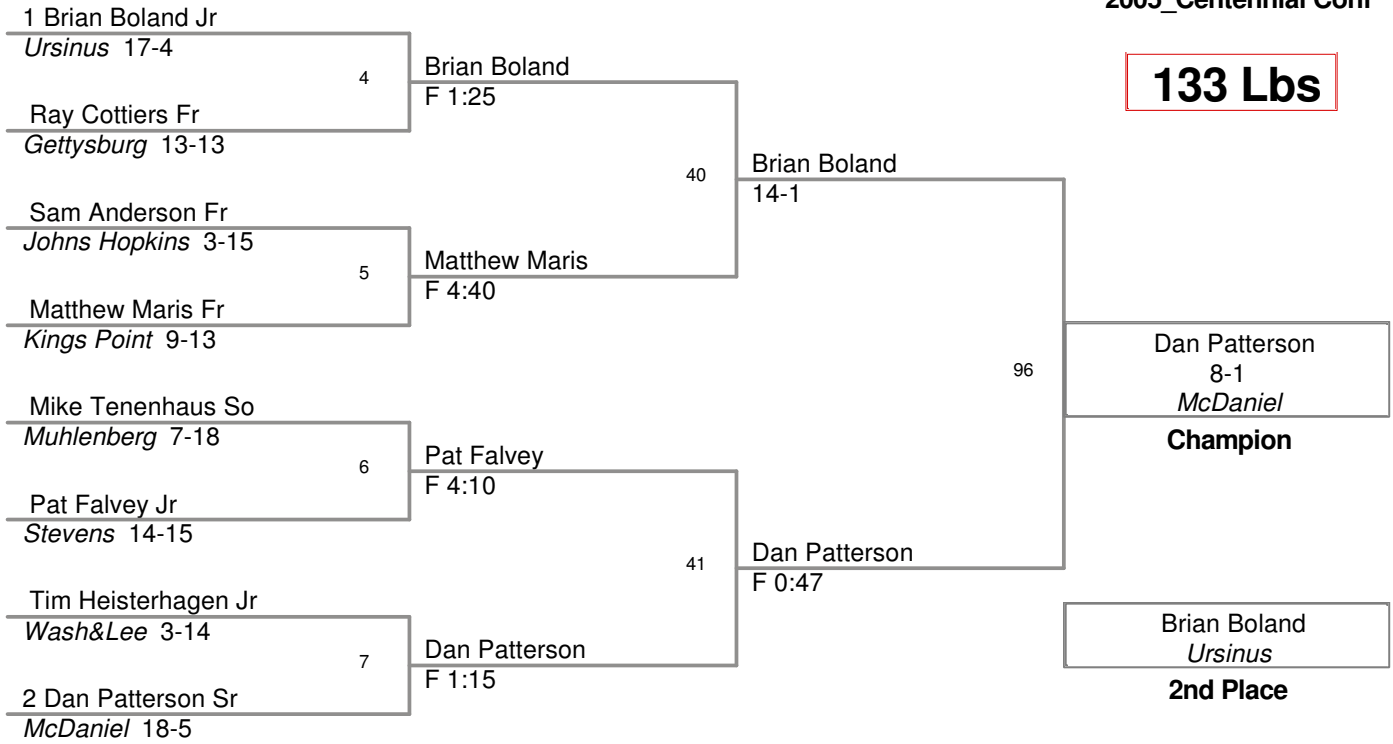 2005_Centennial Conf
133 Lbs
1 Brian Boland Jr
Ursinus 17-4
4
Ray Cottiers Fr
Gettysburg 13-13
Sam Anderson Fr
Johns Hopkins 3-15
5
Matthew Maris Fr
Kings Point 9-13
Mike Tenenhaus So
Muhlenberg 7-18
6
Pat Falvey Jr
Stevens 14-15
Tim Heisterhagen Jr
Wash&Lee 3-14
7
2 Dan Patterson Sr
McDaniel 18-5
Brian Boland
F 1:25
40
Matthew Maris
F 4:40
Pat Falvey
F 4:10
41
Dan Patterson
F 1:15
Brian Boland
14-1
96
Dan Patterson
F 0:47
Dan Patterson
8-1
McDaniel
Champion
Brian Boland
Ursinus
2nd Place